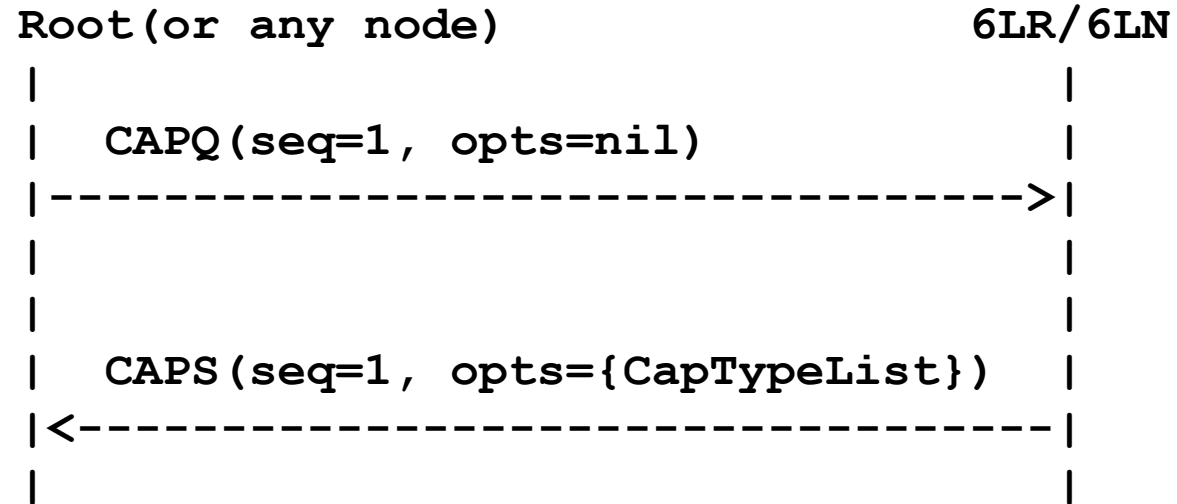 Root(or any node)                                6LR/6LN
|                                    |
|  CAPQ(seq=1, opts=nil)             |
|---------------------------------->|
|                                    |
|                                    |
|  CAPS(seq=1, opts={CapTypeList})   |
|<----------------------------------|
|                                    |